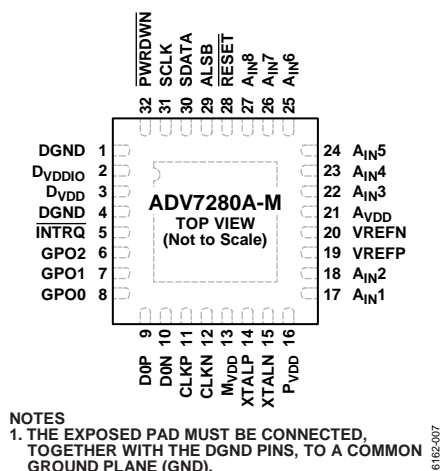 32 PWRDWN
31 SCLK
30 SDATA
29 ALSB
28 RESET
27 AIN8
26 AIN7
25 AIN6
DGND 1
DVDDIO 2
DVDD 3
DGND 4
INTRQ 5
GPO2 6
GPO1 7
GPO0 8
ADV7280A-M
TOP VIEW
(Not to Scale)
24 AIN5
23 AIN4
22 AIN3
21 AVDD
20 VREFN
19 VREFP
18 AIN2
17 AIN1
D0P 9
D0N 10
CLKP 11
CLKN 12
MVDD 13
XTALP 14
XTALN 15
PVDD 16
NOTES
1. THE EXPOSED PAD MUST BE CONNECTED,
TOGETHER WITH THE DGND PINS, TO A COMMON
GROUND PLANE (GND).
6162-007